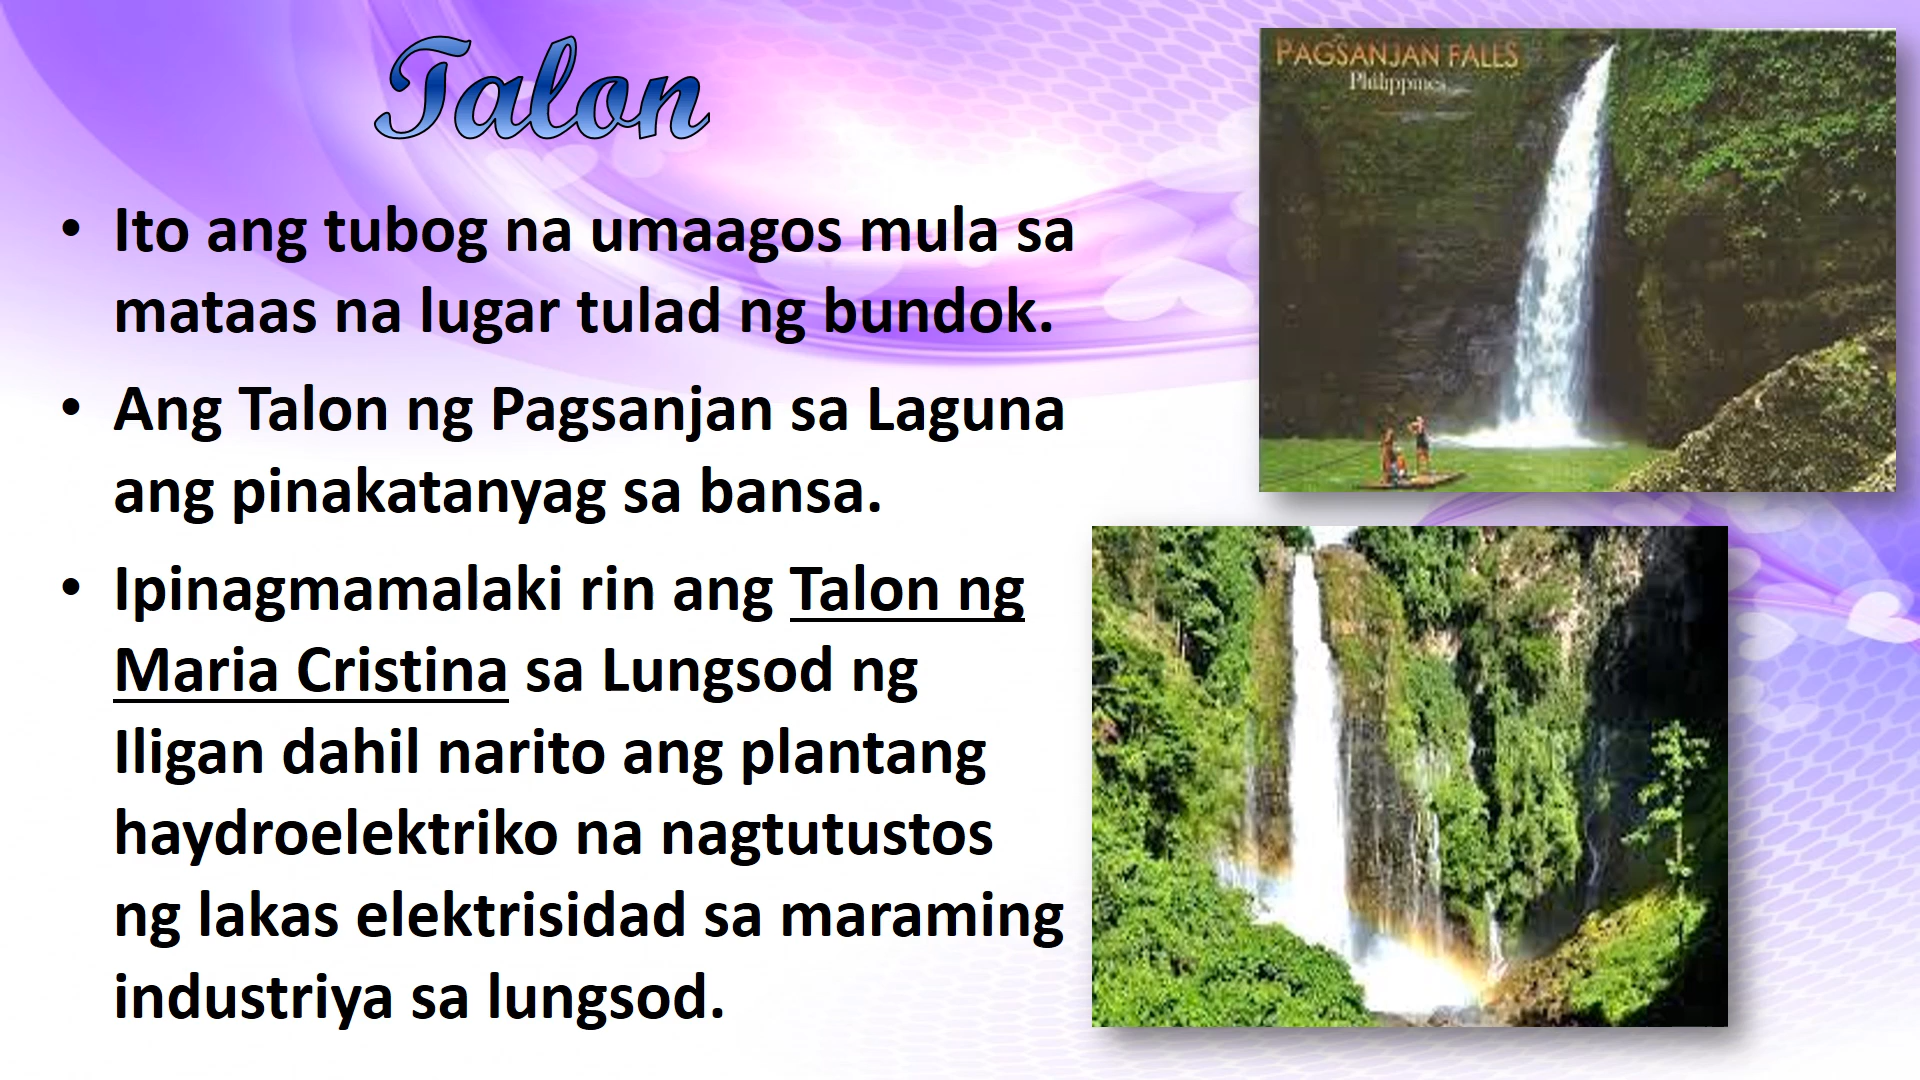 Talon
• Ito ang tubog na umaagos mula sa
mataas na lugar tulad ng bundok.
• Ang Talon ng Pagsanjan sa Laguna
ang pinakatanyag sa bansa.
• Ipinagmamalaki rin ang Talon ng
Maria Cristina sa Lungsod ng
Iligan dahil narito ang plantang
haydroelektriko na nagtutustos
ng lakas elektrisidad sa maraming
industriya sa lungsod.
PAGSANJAN FALLS
Philippines